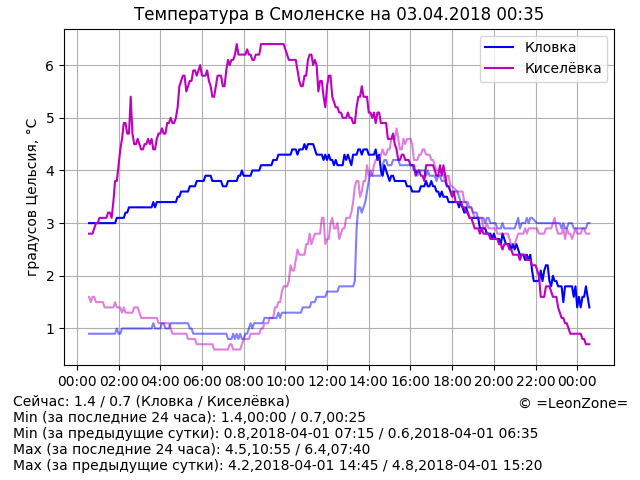 Температура в Смоленске на 03.04.2018 00:35
Кловка
Киселёвка
градусов Цельсия, °C
6
5
4
3
2
1
00:00 02:00 04:00 06:00 08:00 10:00 12:00 14:00 16:00 18:00 20:00 22:00 00:00
Сейчас: 1.4 / 0.7 (Кловка / Киселёвка)
© =LeonZone=
Min (за последние 24 часа): 1.4,00:00 / 0.7,00:25
Min (за предыдущие сутки): 0.8,2018-04-01 07:15 / 0.6,2018-04-01 06:35
Max (за последние 24 часа): 4.5,10:55 / 6.4,07:40
Max (за предыдущие сутки): 4.2,2018-04-01 14:45 / 4.8,2018-04-01 15:20